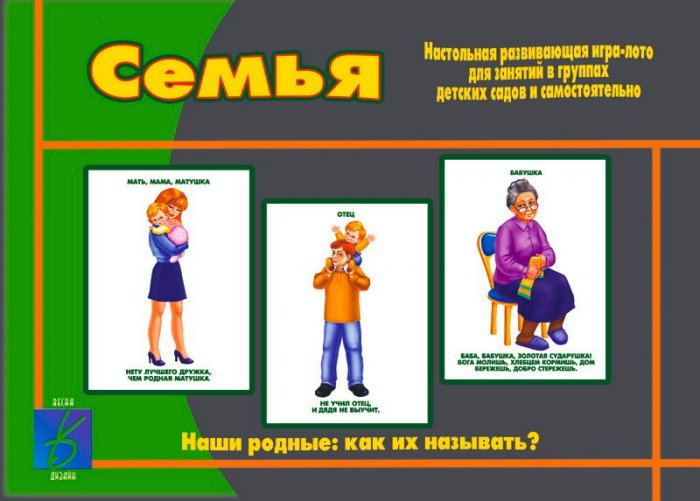 Семья
Настольная развивающая игра-лото
для занятий в группах
детских садов и самостоятельно
МАТЬ, МАМА, МАТУШКА
НЕТУ ЛУЧШЕГО ДРУЖКА,
ЧЕМ РОДНАЯ МАТУШКА.
ОТЕЦ
НЕ УЧИЛ ОТЕЦ,
И ДЯДЯ НЕ ВЫУЧИТ.
БАБУШКА
БАБА, БАБУШКА, ЗОЛОТАЯ СУДАРУШКА!
БОГА МОЛИШЬ, ХЛЕБЦЕМ КОРМИШЬ, ДОМ
БЕРЕЖЕШЬ, ДОБРО СТЕРЕЖЕШЬ.
Наши родные: как их называть?
ВЕСНА
ДИЗАЙН